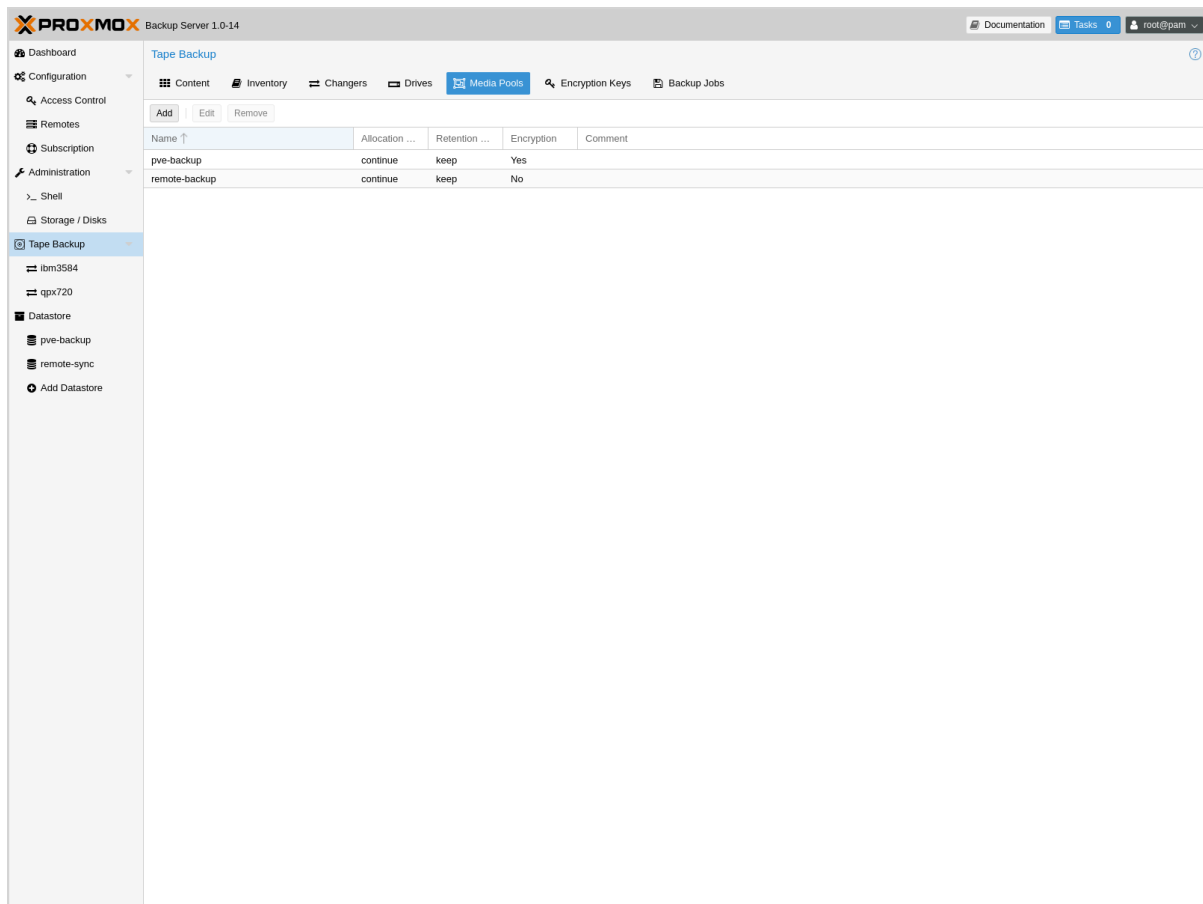 PROXMOX Backup Server 1.0-14 Documentation Tasks 0 root@pam
Dashboard
Configuration
Access Control
Remotes
Subscription
Administration
Shell
Storage / Disks
Tape Backup
ibm3584
qpx720
Datastore
pve-backup
remote-sync
Add Datastore
Tape Backup
Content Inventory Changers Drives Media Pools Encryption Keys Backup Jobs
Add Edit Remove
Name Allocation ... Retention ... Encryption Comment
pve-backup continue keep Yes
remote-backup continue keep No